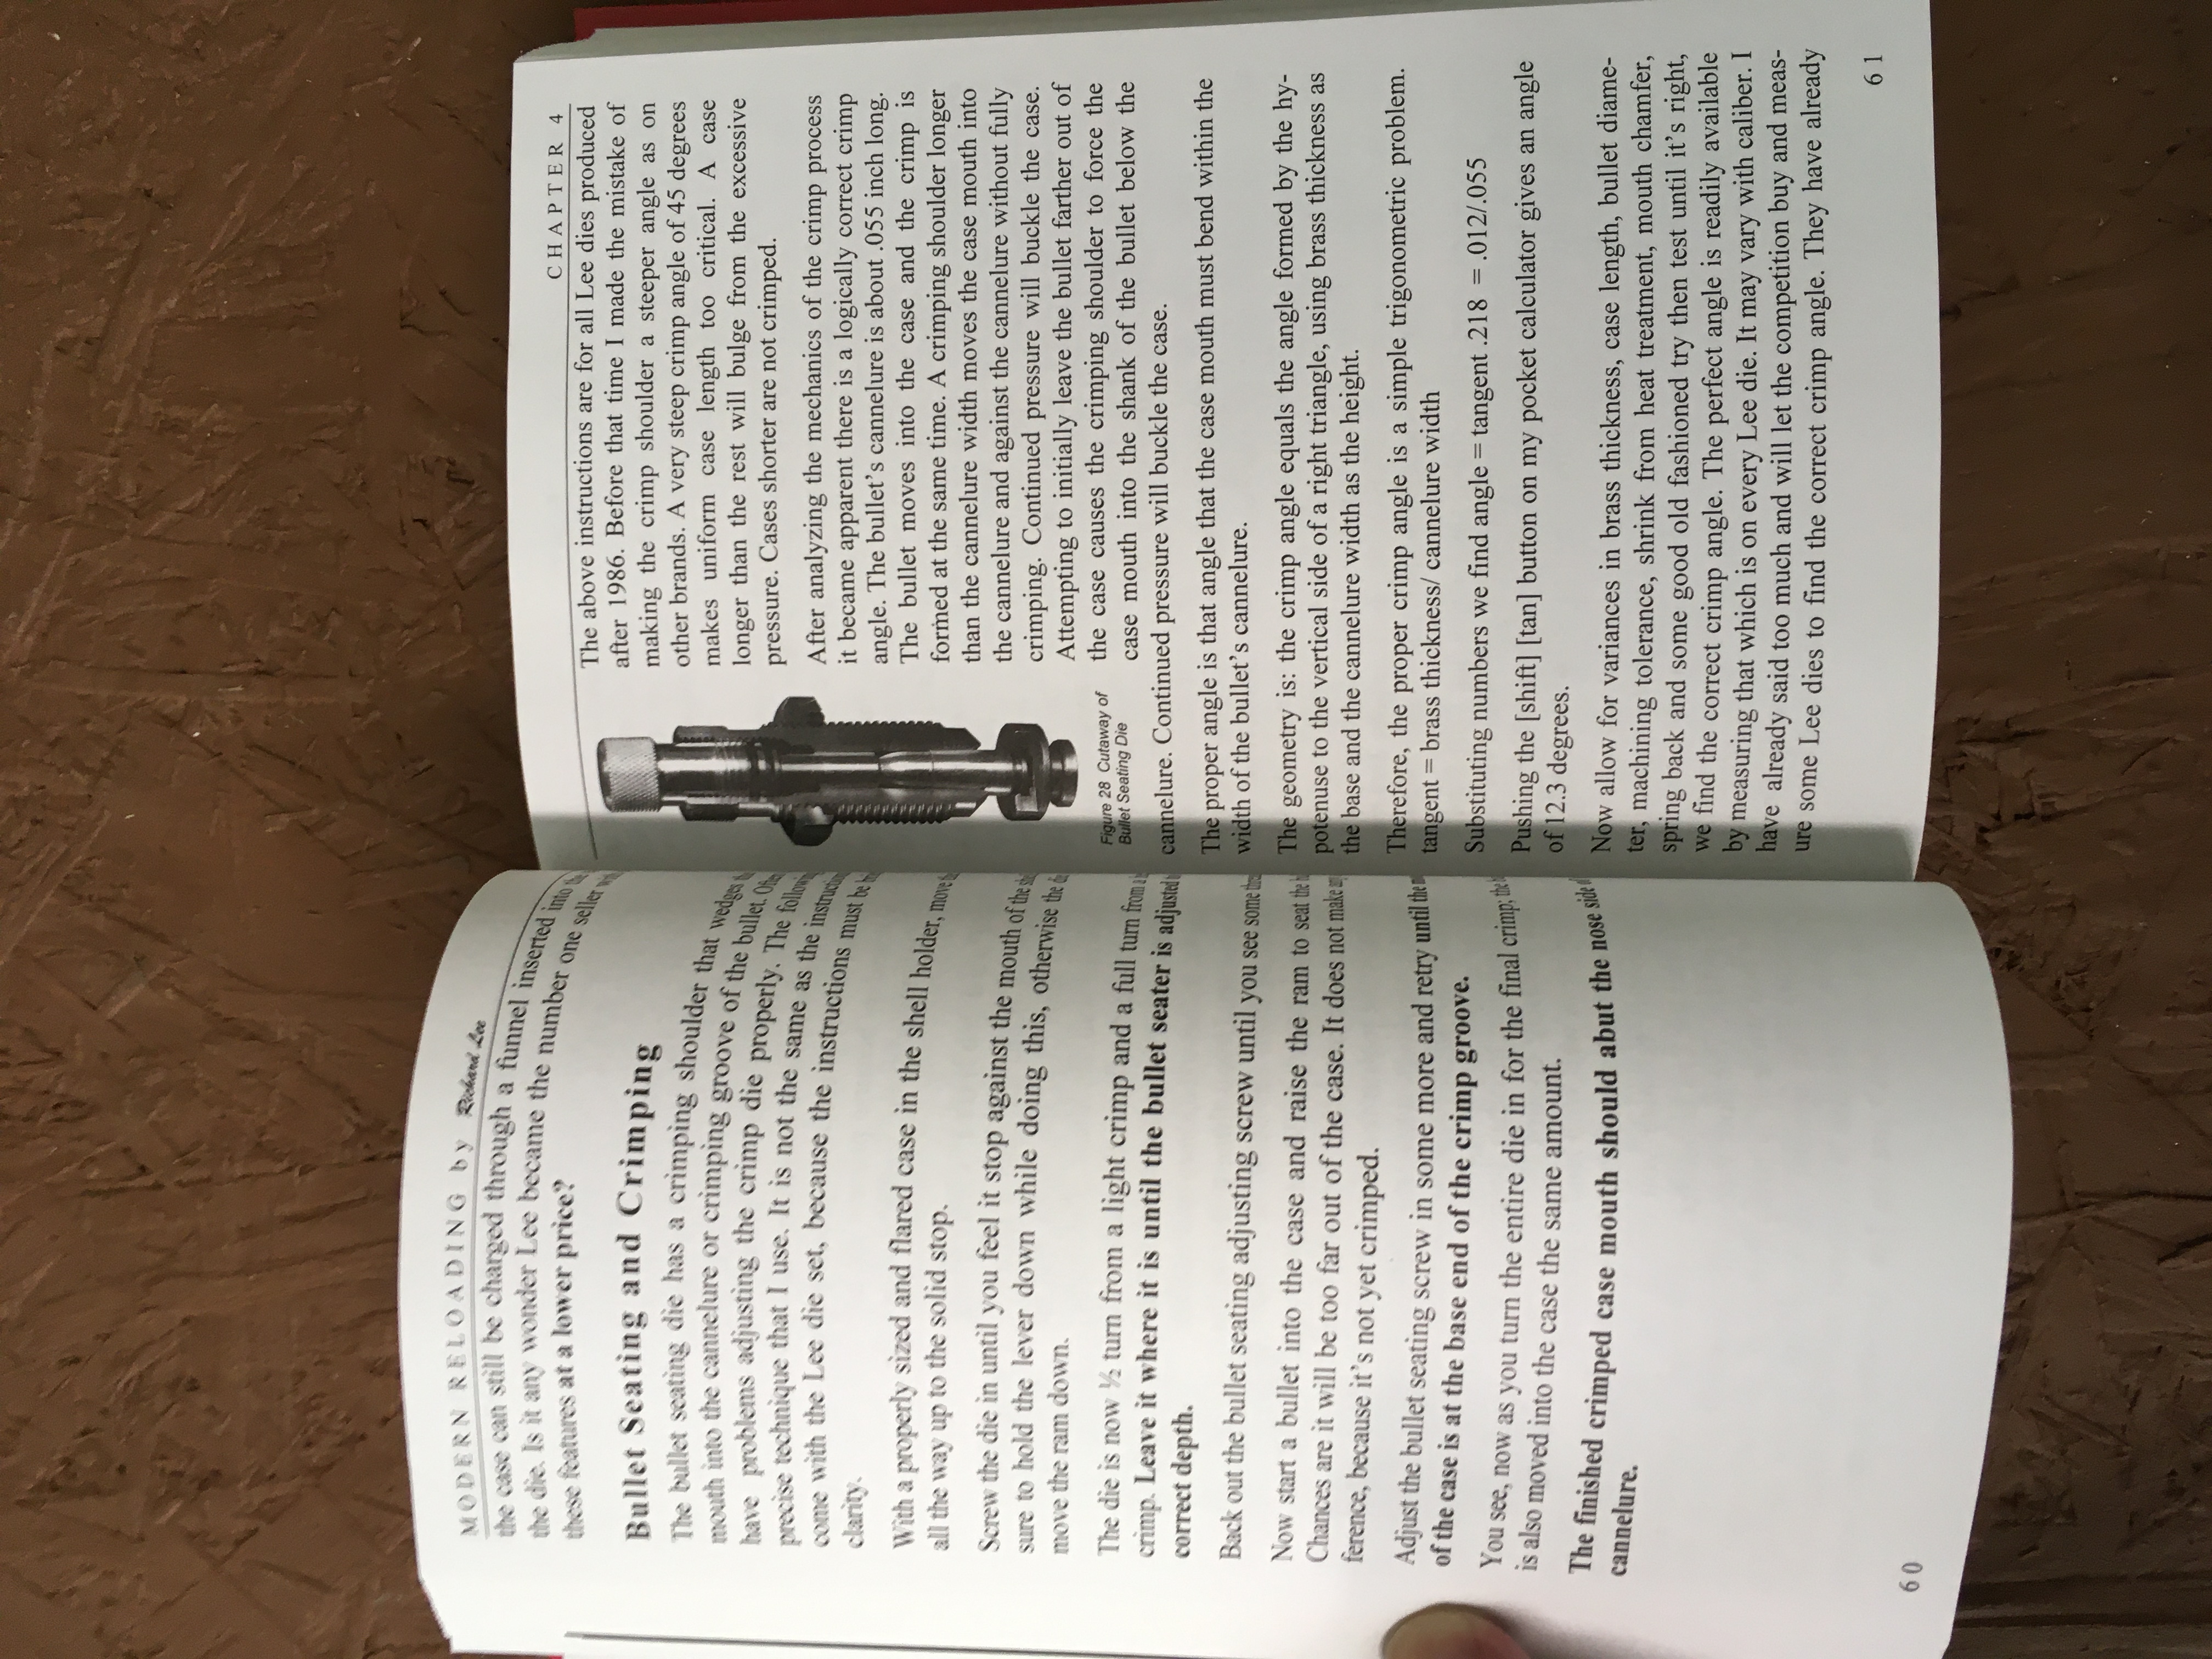 MODERN RELOADING by Richard Lee
the case can still be charged through a funnel inserted into the
the die. Is it any wonder Lee became the number one seller with
these features at a lower price?
Bullet Seating and Crimping
The bullet seating die has a crimping shoulder that wedges
mouth into the cannelure or crimping groove of the bullet.
have problems adjusting the crimp die properly. The
precise technique that I use. It is not the same as the
come with the Lee die set, because the instructions must be
clarity.
With a properly sized and flared case in the shell holder, move
all the way up to the solid stop.
Screw the die in until you feel it stop against the mouth of the
sure to hold the lever down while doing this, otherwise the
move the ram down.
The die is now ½ turn from a light crimp and a full turn from a
crimp. Leave it where it is until the bullet seater is adjusted
correct depth.
Back out the bullet seating adjusting screw until you see some
Now start a bullet into the case and raise the ram to seat the
Chances are it will be too far out of the case. It does not make
ference, because it's not yet crimped.
Adjust the bullet seating screw in some more and retry until the
of the case is at the base end of the crimp groove.
You see, now as you turn the entire die in for the final crimp; the
is also moved into the case the same amount.
The finished crimped case mouth should abut the nose side of
cannelure.
60
CHAPTER 4
The above instructions are for all Lee dies produced
after 1986. Before that time I made the mistake of
making the crimp shoulder a steeper angle as on
other brands. A very steep crimp angle of 45 degrees
makes uniform case length too critical. A case
longer than the rest will bulge from the excessive
pressure. Cases shorter are not crimped.
After analyzing the mechanics of the crimp process
it became apparent there is a logically correct crimp
angle. The bullet's cannelure is about .055 inch long.
The bullet moves into the case and the crimp is
formed at the same time. A crimping shoulder longer
than the cannelure width moves the case mouth into
the cannelure and against the cannelure without fully
crimping. Continued pressure will buckle the case.
Attempting to initially leave the bullet farther out of
the case causes the crimping shoulder to force the
case mouth into the shank of the bullet below the
cannelure. Continued pressure will buckle the case.
Figure 28 Cutaway of
Bullet Seating Die
The proper angle is that angle that the case mouth must bend within the
width of the bullet's cannelure.
The geometry is: the crimp angle equals the angle formed by the hy-
potenuse to the vertical side of a right triangle, using brass thickness as
the base and the cannelure width as the height.
Therefore, the proper crimp angle is a simple trigonometric problem.
tangent = brass thickness/ cannelure width
Substituting numbers we find angle = tangent .218 = .012/.055
Pushing the [shift] [tan] button on my pocket calculator gives an angle
of 12.3 degrees.
Now allow for variances in brass thickness, case length, bullet diame-
ter, machining tolerance, shrink from heat treatment, mouth chamfer,
spring back and some good old fashioned try then test until it's right,
we find the correct crimp angle. The perfect angle is readily available
by measuring that which is on every Lee die. It may vary with caliber. I
have already said too much and will let the competition buy and meas-
ure some Lee dies to find the correct crimp angle. They have already
61